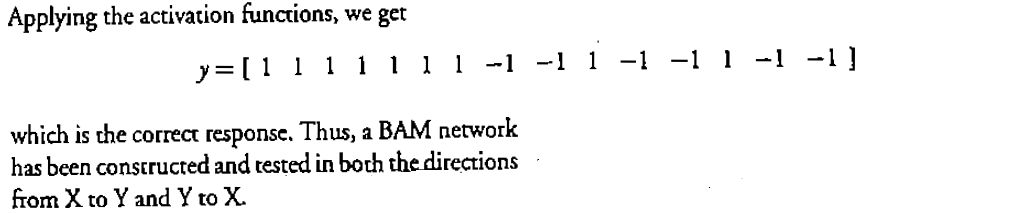 Applying the activation functions, we get
y = [ 1 1 1 1 1 1 1 −1 −1 1 −1 −1 1 −1 −1 ]
which is the correct response. Thus, a BAM network
has been constructed and tested in both the directions
from X to Y and Y to X.